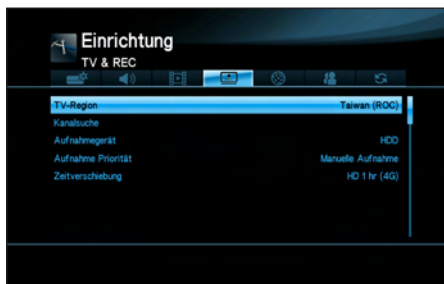 Einrichtung
TV & REC
TV-Region Taiwan (ROC)
Kanalsuche
Aufnahmegerät HDD
Aufnahme Priorität Manuelle Aufnahme
Zeitverschiebung HD 1 hr (4G)